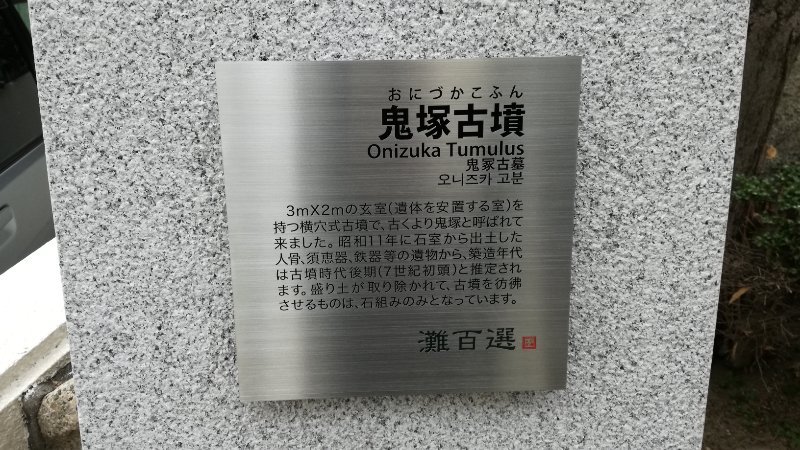 おにづかこふん
鬼塚古墳
Onizuka Tumulus
鬼冢古墓
오니즈카 고분
3mX2mの玄室(遺体を安置する室)を
持つ横穴式古墳で、古くより鬼塚と呼ばれて
来ました。昭和11年に石室から出土した
人骨、須恵器、鉄器等の遺物から、築造年代
は古墳時代後期(7世紀初頭)と推定され
ます。盛り土が取り除かれて、古墳を彷彿
させるものは、石組みのみとなっています。
灘百選